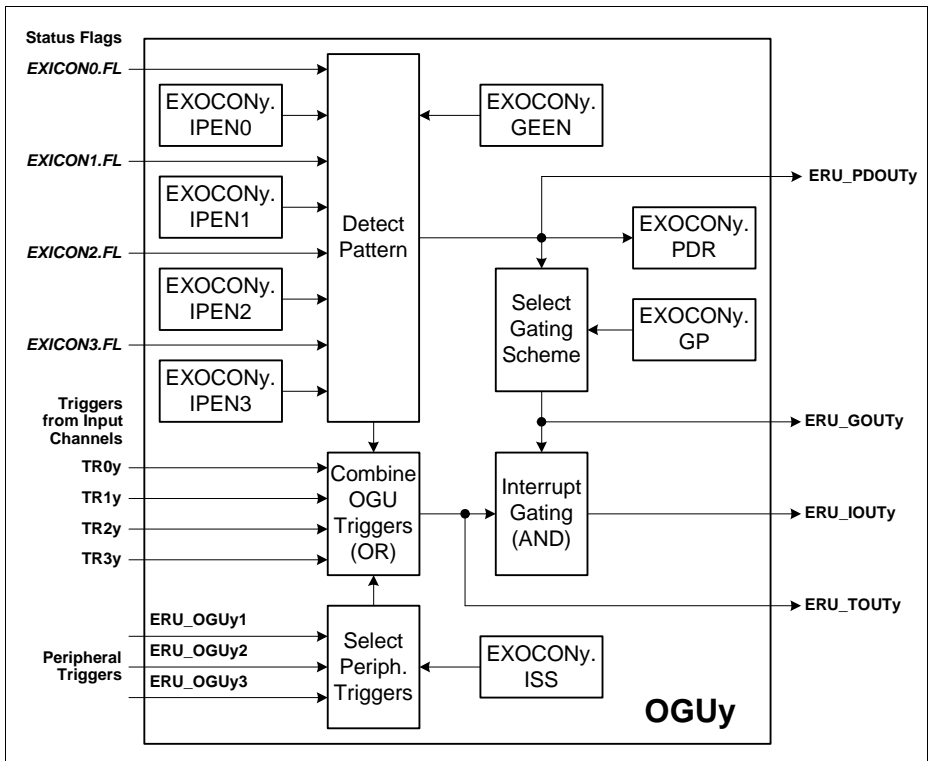 Status Flags
EXICON0.FL
EXOCONy.
IPEN0
EXICON1.FL
EXOCONy.
IPEN1
EXICON2.FL
EXOCONy.
IPEN2
EXICON3.FL
EXOCONy.
IPEN3
Detect
Pattern
EXOCONy.
GEEN
ERU_PDOUTy
EXOCONy.
PDR
Select
Gating
Scheme
EXOCONy.
GP
ERU_GOUTy
Triggers
from Input
Channels
TR0y
TR1y
TR2y
TR3y
Combine
OGU
Triggers
(OR)
Interrupt
Gating
(AND)
ERU_IOUTy
ERU_TOUTy
Peripheral
Triggers
ERU_OGUy1
ERU_OGUy2
ERU_OGUy3
Select
Periph.
Triggers
EXOCONy.
ISS
OGUy